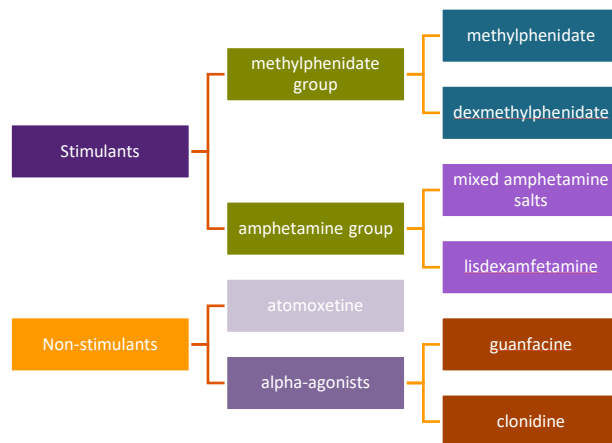 methylphenidate
methylphenidate
group
dexmethylphenidate
Stimulants
mixed amphetamine
salts
amphetamine group
lisdexamfetamine
atomoxetine
Non-stimulants
guanfacine
alpha-agonists
clonidine